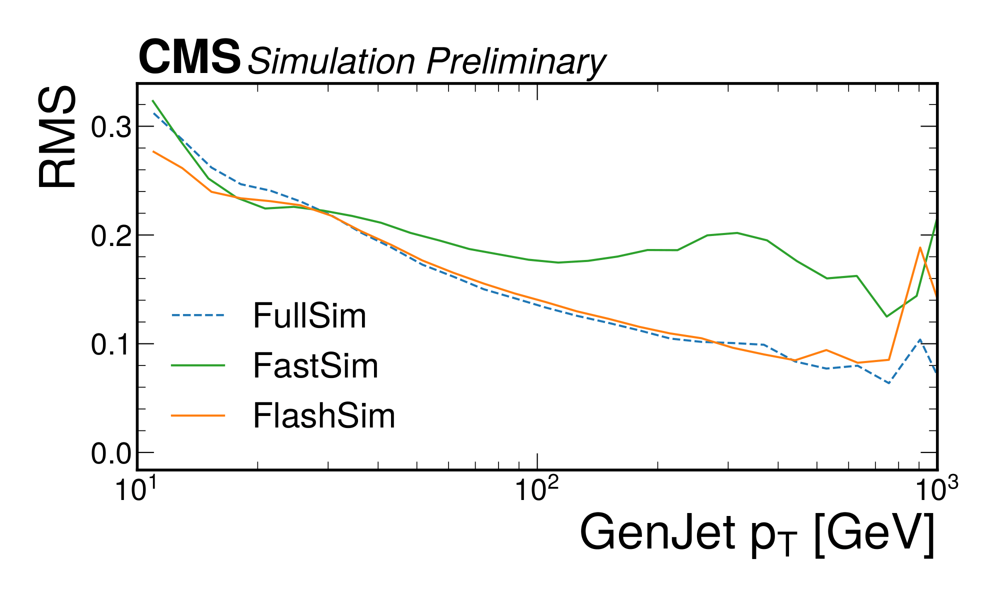 CMS Simulation Preliminary
RMS
0.3
0.2
0.1
0.0
FullSim
FastSim
FlashSim
10¹ 10² 10³
GenJet p_T [GeV]